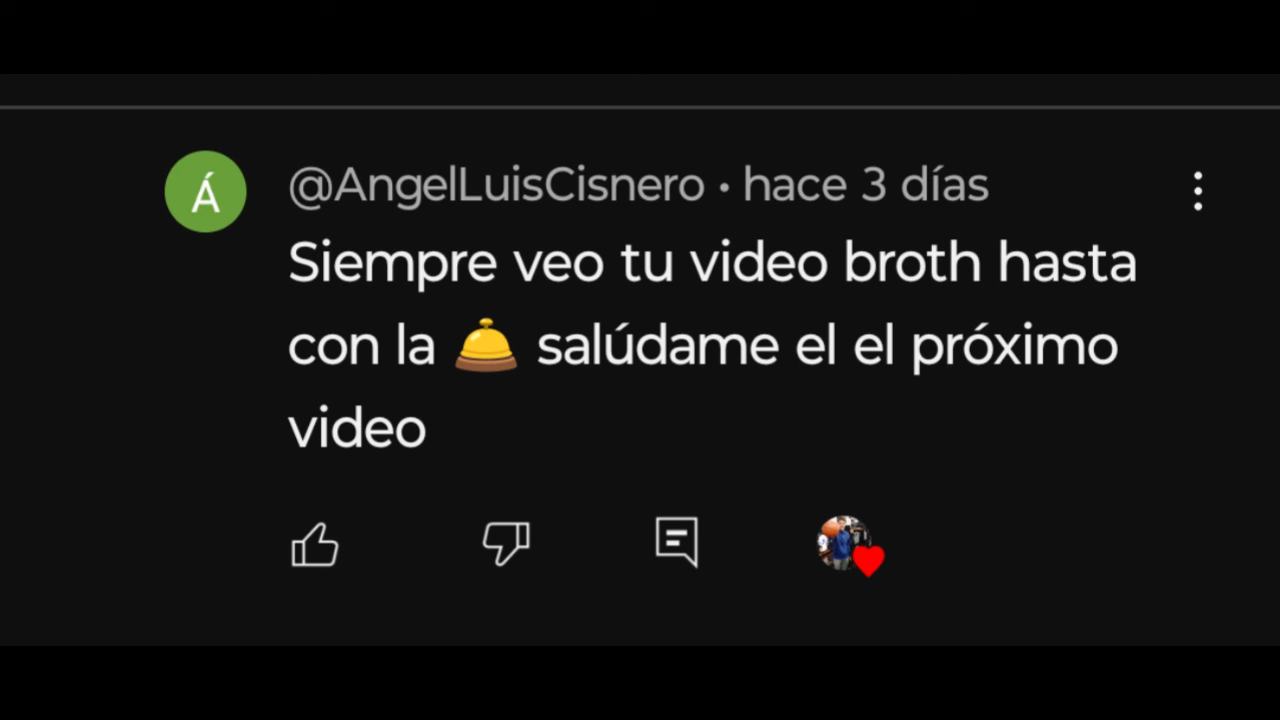 Á
@AngelLuisCisnero • hace 3 días
Siempre veo tu video broth hasta
con la 🛎️ salúdame el el próximo
video